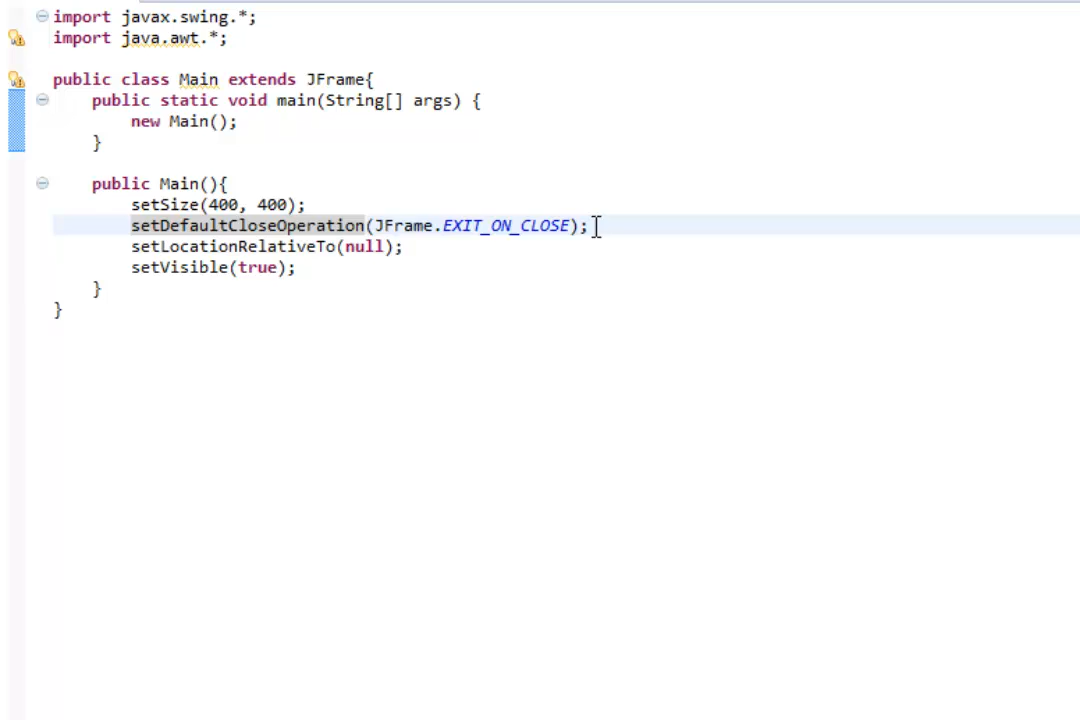 import javax.swing.*;
import java.awt.*;
public class Main extends JFrame{
public static void main(String[] args) {
new Main();
}
public Main(){
setSize(400, 400);
setDefaultCloseOperation(JFrame.EXIT_ON_CLOSE);
setLocationRelativeTo(null);
setVisible(true);
}
}